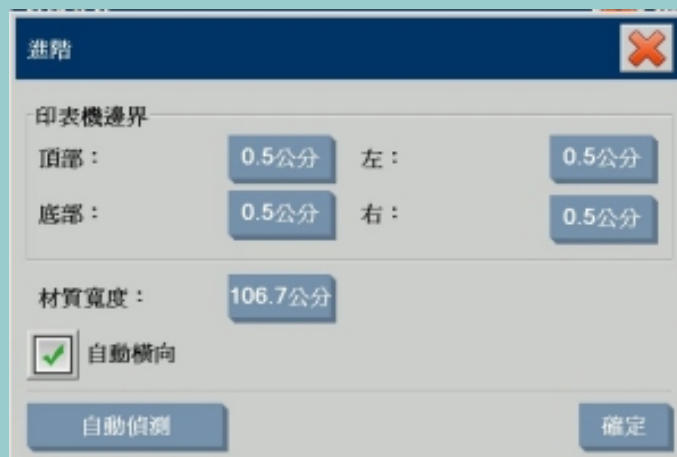 進階
印表機邊界
頂部： 0.5公分 左： 0.5公分
底部： 0.5公分 右： 0.5公分
材質寬度： 106.7公分
自動橫向
自動偵測 確定